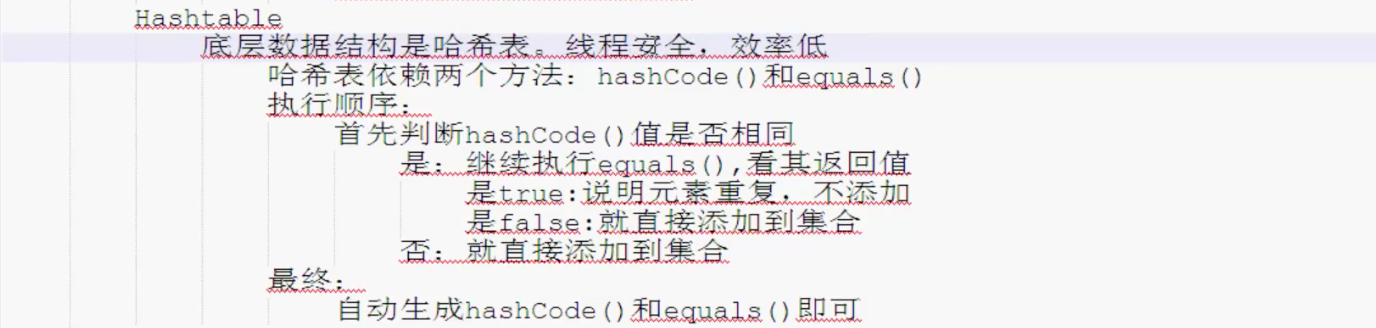 Hashtable
底层数据结构是哈希表。线程安全，效率低
哈希表依赖两个方法：hashCode()和equals()
执行顺序：
首先判断hashCode()值是否相同
是：继续执行equals(),看其返回值
是true:说明元素重复，不添加
是false:就直接添加到集合
否：就直接添加到集合
最终：
自动生成hashCode()和equals()即可